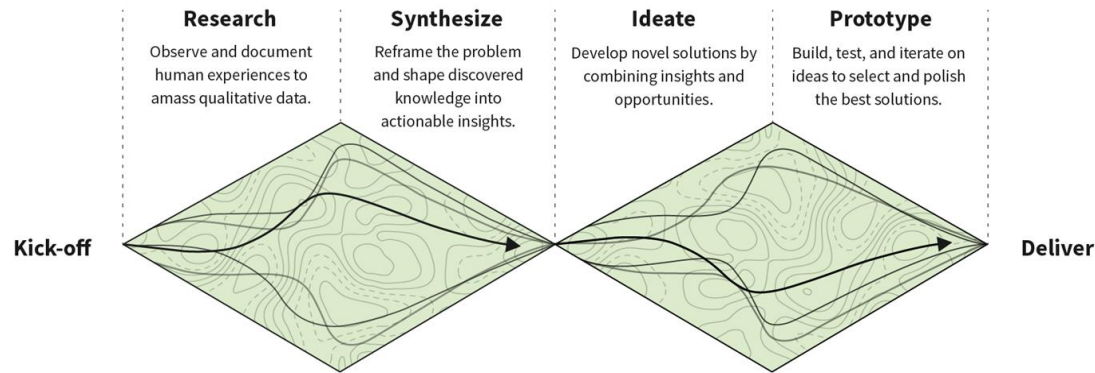 Research
Observe and document
human experiences to
amass qualitative data.
Synthesize
Reframe the problem
and shape discovered
knowledge into
actionable insights.
Ideate
Develop novel solutions by
combining insights and
opportunities.
Prototype
Build, test, and iterate on
ideas to select and polish
the best solutions.
Kick-off
Deliver